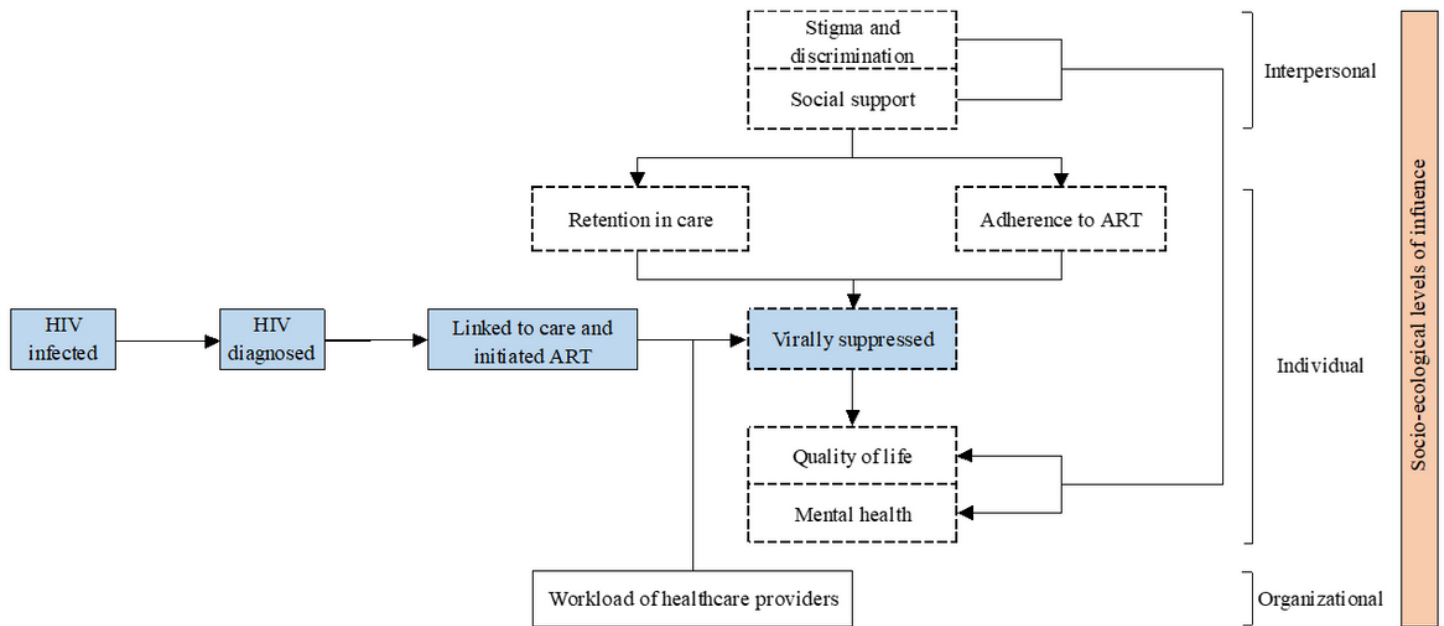 Stigma and
discrimination
Social support
Interpersonal
Retention in care
Adherence to ART
HIV
infected
HIV
diagnosed
Linked to care and
initiated ART
Virally suppressed
Individual
Quality of life
Mental health
Workload of healthcare providers
Organizational
Socio-ecological levels of infuence